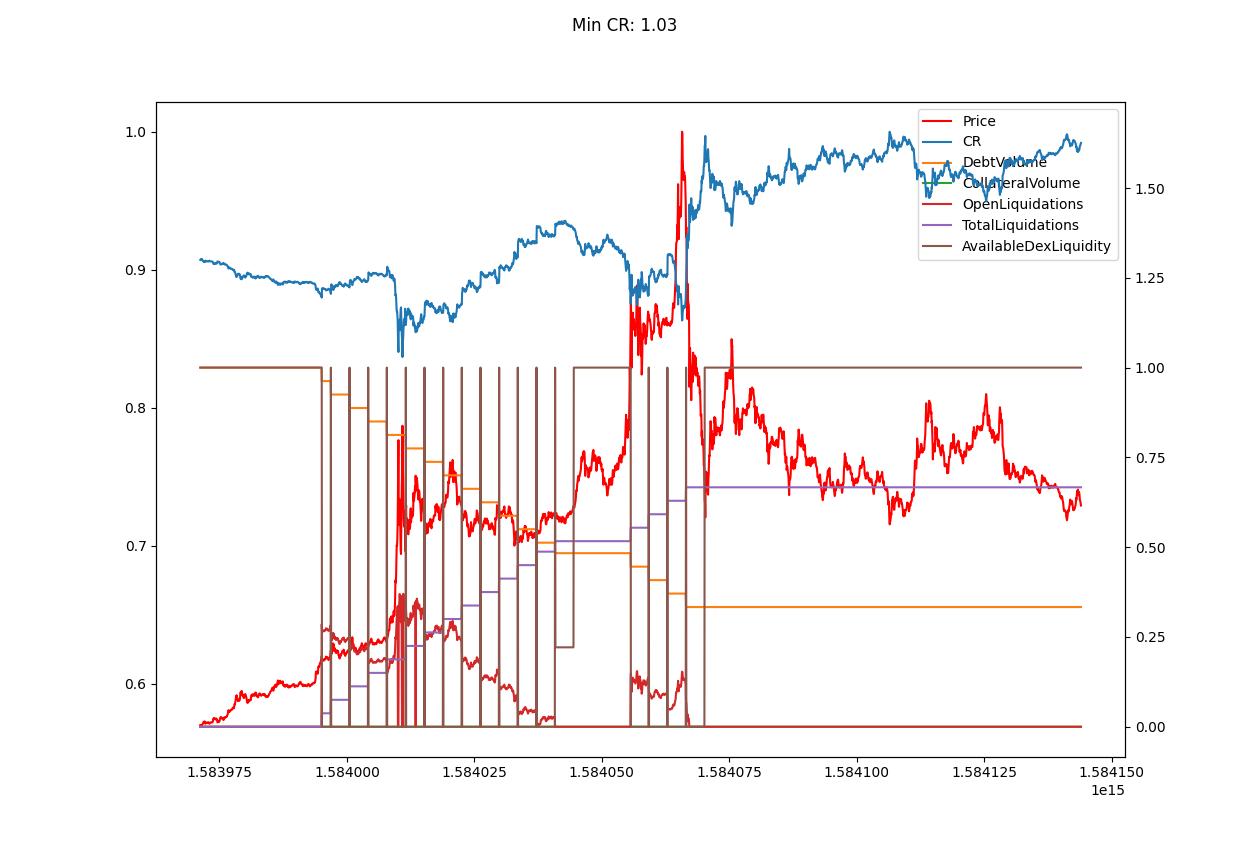 Min CR: 1.03
1.0
0.9
0.8
0.7
0.6
Price
CR
DebtVolume
CollateralVolume
OpenLiquidations
TotalLiquidations
AvailableDexLiquidity
1.50
1.25
1.00
0.75
0.50
0.25
0.00
1.583975 1.584000 1.584025 1.584050 1.584075 1.584100 1.584125 1.584150
1e15